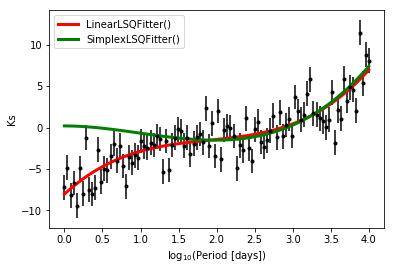 LinearLSQFitter()
SimplexLSQFitter()
10
5
0
−5
−10
Ks
0.0 0.5 1.0 1.5 2.0 2.5 3.0 3.5 4.0
log₁₀(Period [days])